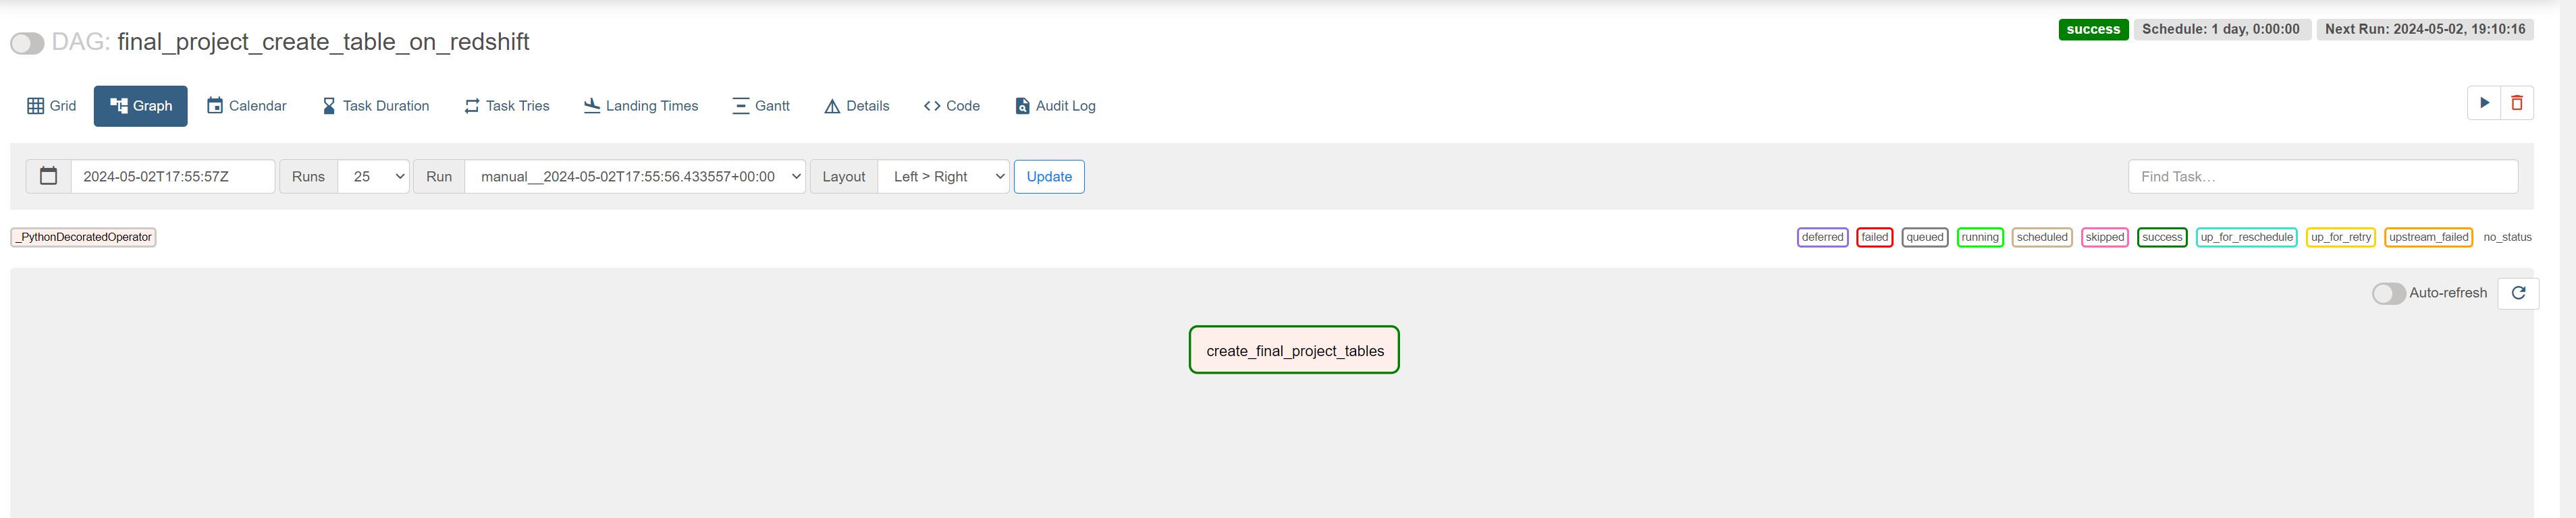 DAG: final_project_create_table_on_redshift
success Schedule: 1 day, 0:00:00 Next Run: 2024-05-02, 19:10:16
Grid Graph Calendar Task Duration Task Tries Landing Times Gantt Details <> Code Audit Log
2024-05-02T17:55:57Z Runs 25 Run manual__2024-05-02T17:55:56.433557+00:00 Layout Left > Right Update Find Task…
_PythonDecoratedOperator deferred failed queued running scheduled skipped success up_for_reschedule up_for_retry upstream_failed no_status
Auto-refresh
create_final_project_tables